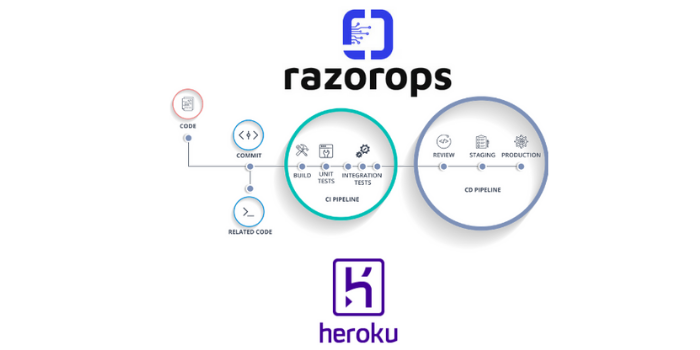 razorops
CODE
COMMIT
RELATED CODE
BUILD
UNIT
TESTS
INTEGRATION
TESTS
CI PIPELINE
REVIEW
STAGING
PRODUCTION
CD PIPELINE
heroku